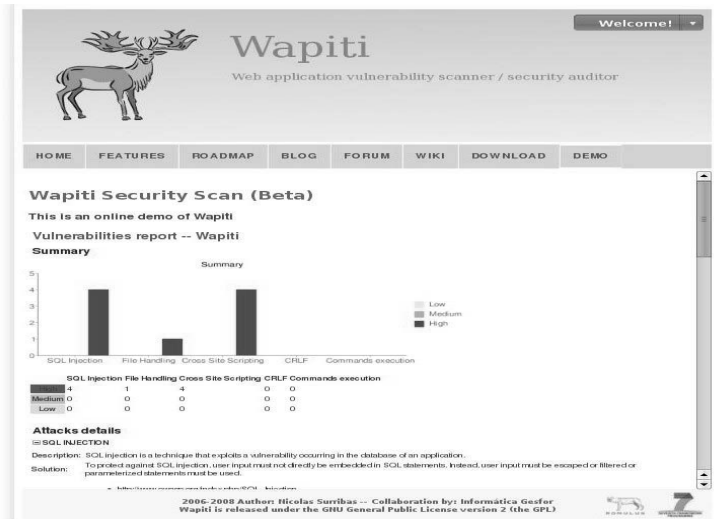 Welcome!
Wapiti
Web application vulnerability scanner / security auditor
HOME FEATURES ROADMAP BLOG FORUM WIKI DOWNLOAD DEMO
Wapiti Security Scan (Beta)
This is an online demo of Wapiti
Vulnerabilities report -- Wapiti
Summary
Summary
5
4
3
2
1
0
SQL Injection File Handling Cross Site Scripting CRLF Commands execution
Low
Medium
High
SQL Injection File Handling Cross Site Scripting CRLF Commands execution
High 4 1 4 0 0
Medium 0 0 0 0 0
Low 0 0 0 0 0
Attacks details
SQL INJECTION
Description: SQL injection is a technique that exploits a vulnerability occurring in the database of an application.
Solution: To protect against SQL injection, user input must not directly be embedded in SQL statements. Instead, user input must be escaped or filtered or
parameterized statements must be used.
2006-2008 Author: Nicolas Surribas -- Collaboration by: Informática Gesfor
Wapiti is released under the GNU General Public License version 2 (the GPL)
ROMULUS